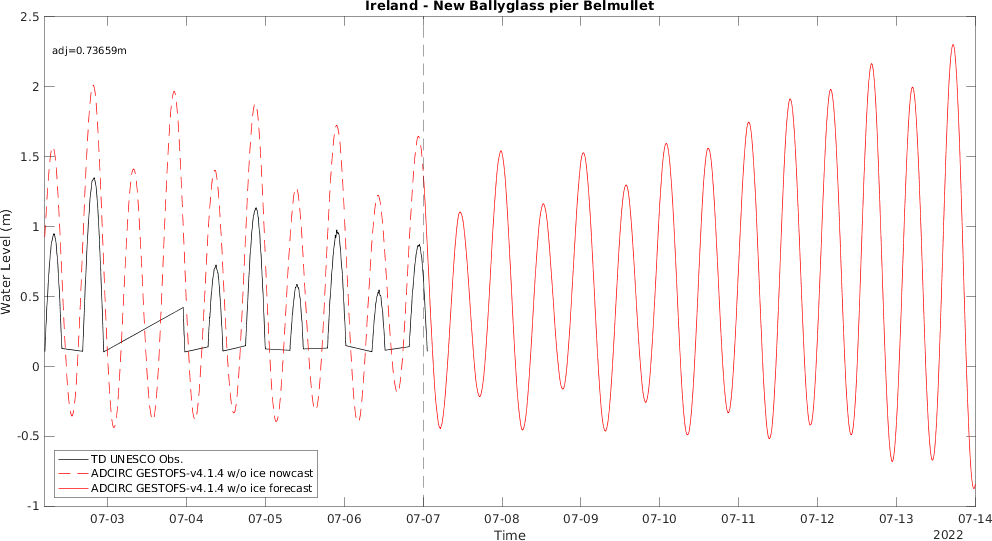 Ireland - New Ballyglass pier Belmullet
adj=0.73659m
2.5
2
1.5
1
0.5
0
-0.5
-1
Water Level (m)
TD UNESCO Obs.
ADCIRC GESTOFS-v4.1.4 w/o ice nowcast
ADCIRC GESTOFS-v4.1.4 w/o ice forecast
07-03 07-04 07-05 07-06 07-07 07-08 07-09 07-10 07-11 07-12 07-13 07-14
Time
2022